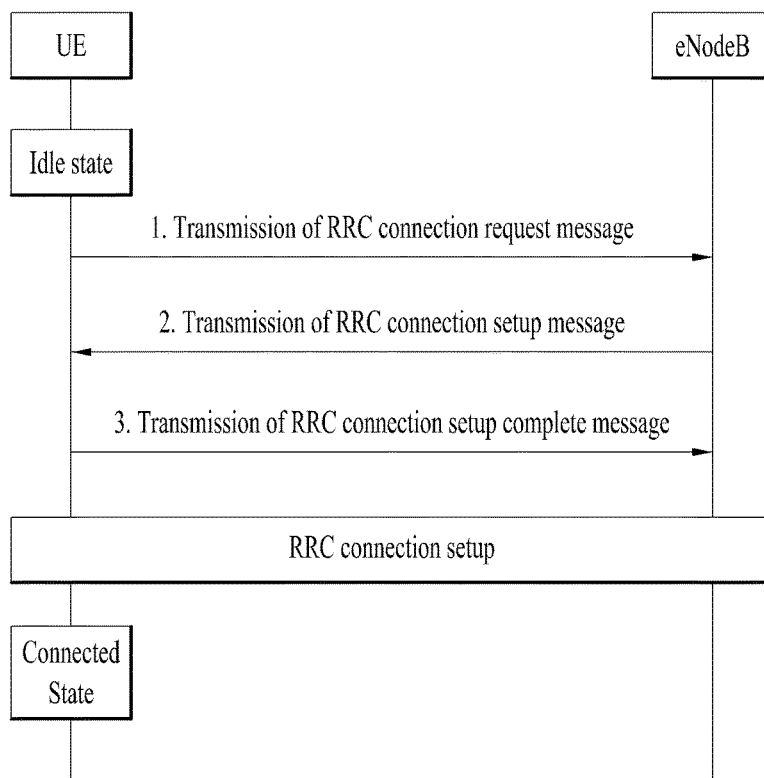 UE
eNodeB
Idle state
1. Transmission of RRC connection request message
2. Transmission of RRC connection setup message
3. Transmission of RRC connection setup complete message
RRC connection setup
Connected
State